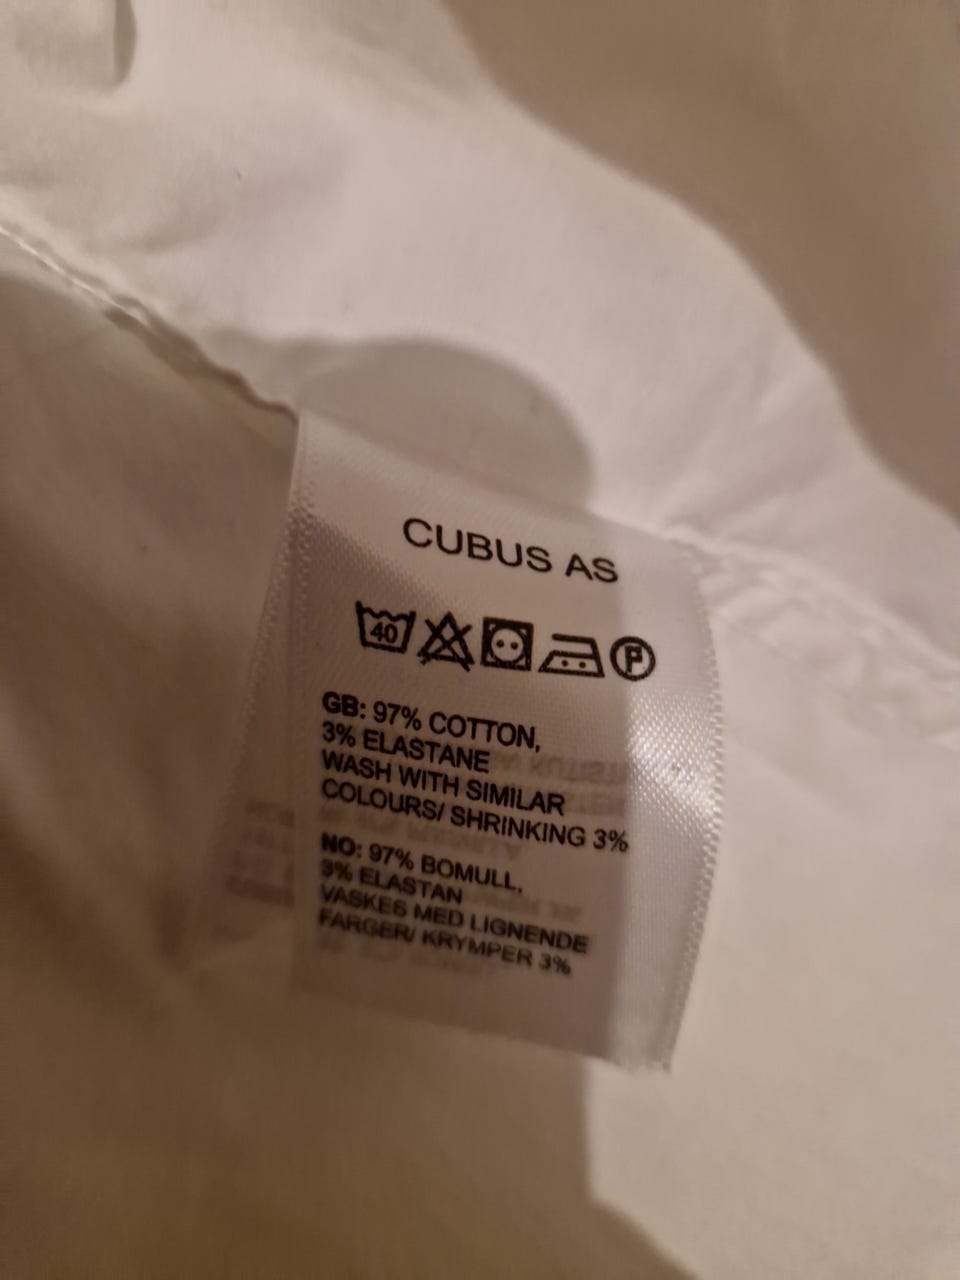 CUBUS AS
40 P
GB: 97% COTTON,
3% ELASTANE
WASH WITH SIMILAR
COLOURS/ SHRINKING 3%
NO: 97% BOMULL,
3% ELASTAN
VASKES MED LIGNENDE
FARGER/ KRYMPER 3%